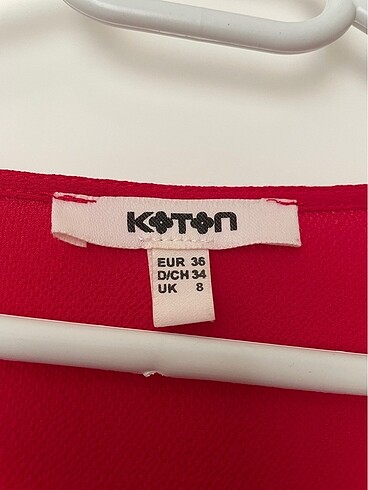 KOTON
EUR 36
D/CH 34
UK 8